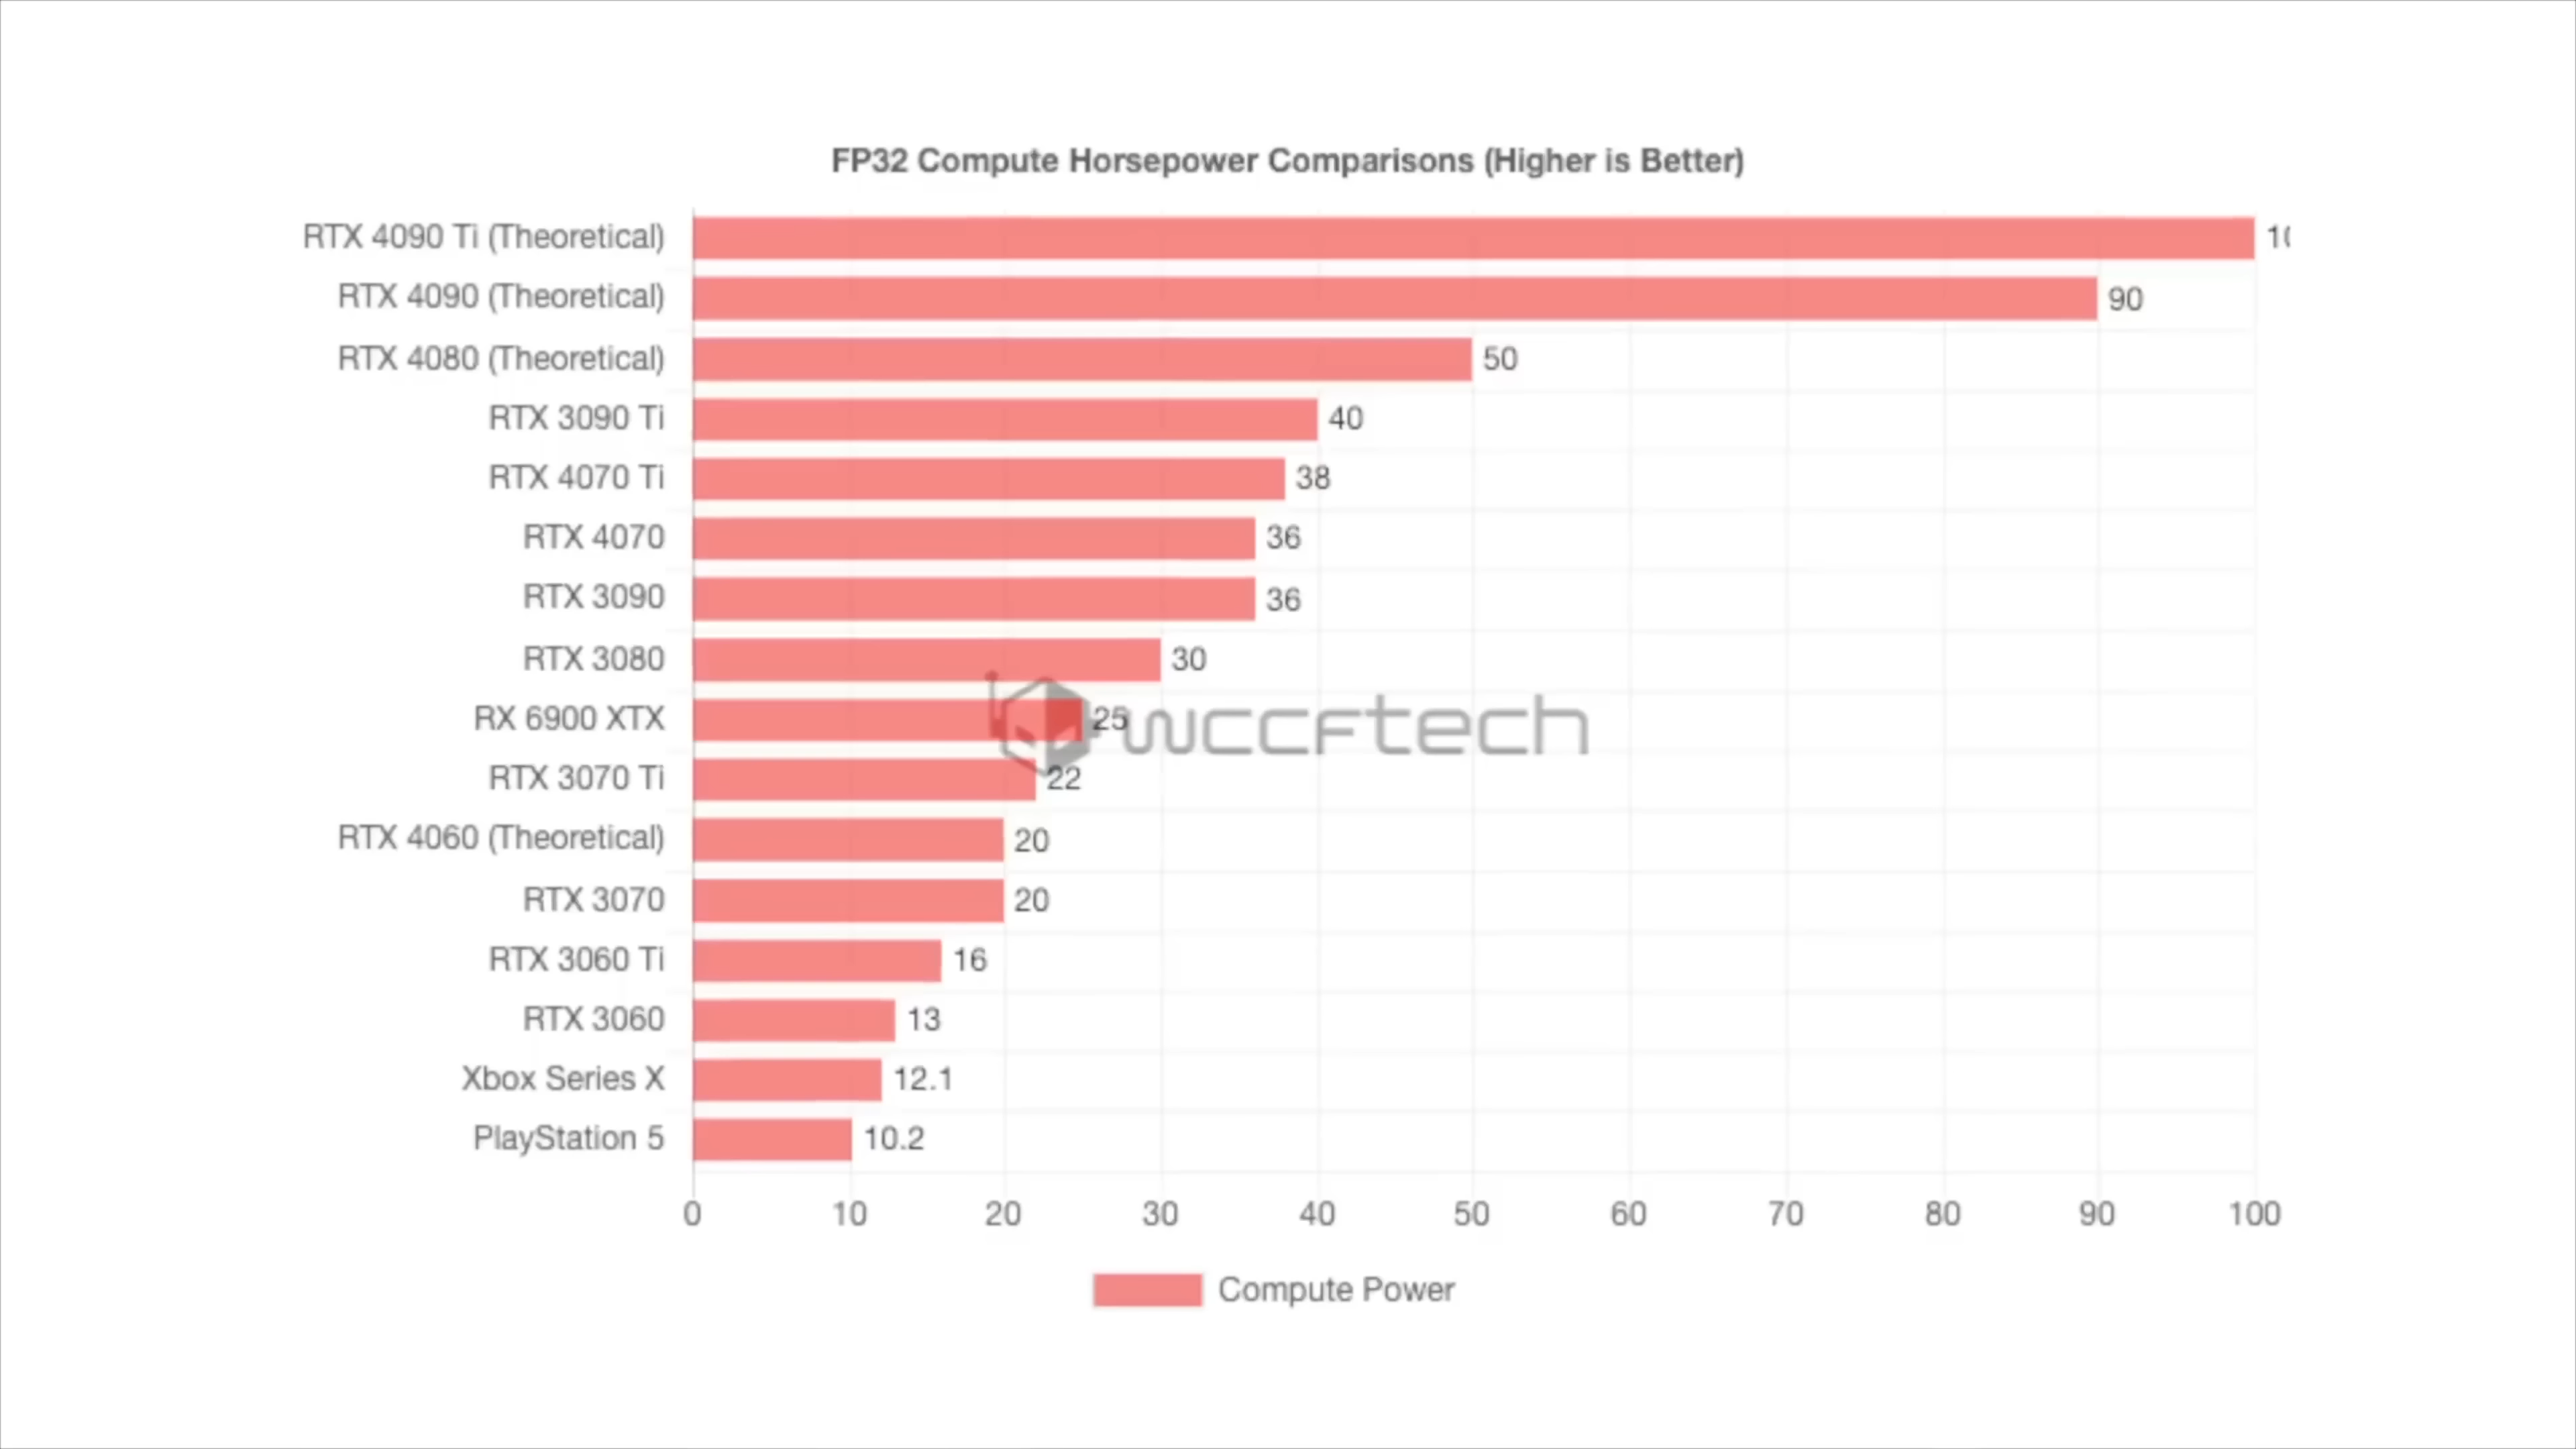 FP32 Compute Horsepower Comparisons (Higher is Better)
RTX 4090 Ti (Theoretical)
RTX 4090 (Theoretical) 90
RTX 4080 (Theoretical) 50
RTX 3090 Ti 40
RTX 4070 Ti 38
RTX 4070 36
RTX 3090 36
RTX 3080 30
RX 6900 XTX 25
wccftech
RTX 3070 Ti 22
RTX 4060 (Theoretical) 20
RTX 3070 20
RTX 3060 Ti 16
RTX 3060 13
Xbox Series X 12.1
PlayStation 5 10.2
0 10 20 30 40 50 60 70 80 90 100
Compute Power